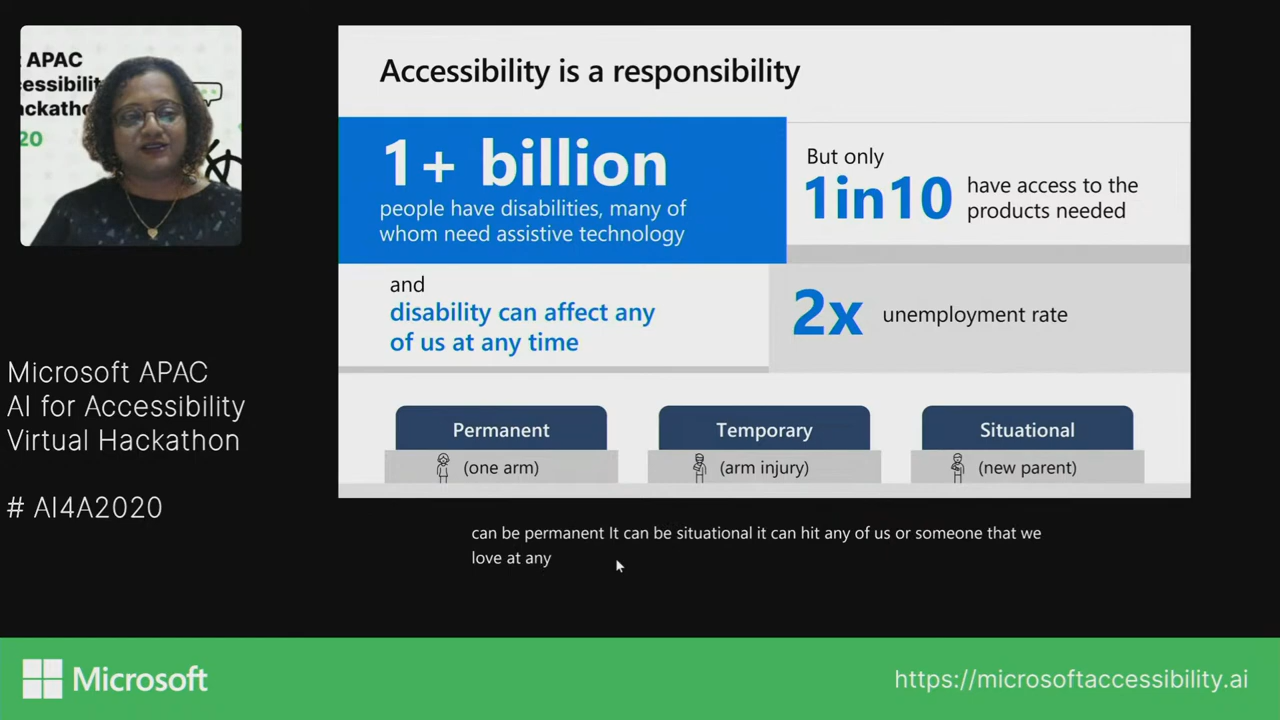 t APAC
cessibilit
ackatho
20
Accessibility is a responsibility
1+ billion
people have disabilities, many of
whom need assistive technology
But only
1in10
have access to the
products needed
and
disability can affect any
of us at any time
2x
unemployment rate
Permanent
Temporary
Situational
(one arm)
(arm injury)
(new parent)
Microsoft APAC
AI for Accessibility
Virtual Hackathon
# AI4A2020
can be permanent It can be situational it can hit any of us or someone that we
love at any
Microsoft
https://microsoftaccessibility.ai